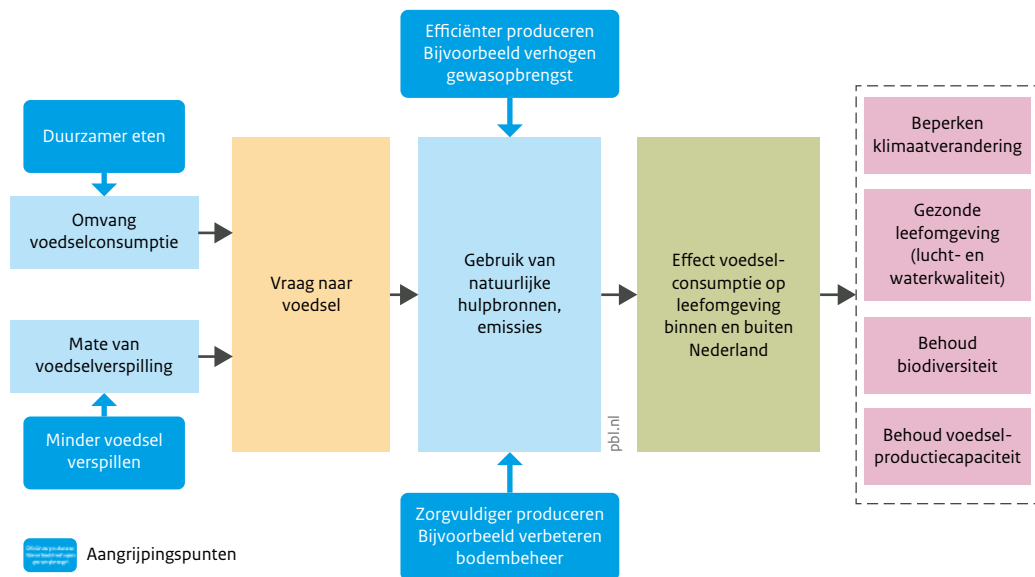 Efficiënter produceren
Bijvoorbeeld verhogen
gewasopbrengst
Duurzamer eten
Omvang
voedselconsumptie
Mate van
voedselverspilling
Minder voedsel
verspillen
Vraag naar
voedsel
Gebruik van
natuurlijke
hulpbronnen,
emissies
Effect voedsel-
consumptie op
leefomgeving
binnen en buiten
Nederland
Beperken
klimaatverandering
Gezonde
leefomgeving
(lucht- en
waterkwaliteit)
Behoud
biodiversiteit
Behoud voedsel-
productiecapaciteit
pbl.nl
Zorgvuldiger produceren
Bijvoorbeeld verbeteren
bodembeheer
Aangrijpingspunten